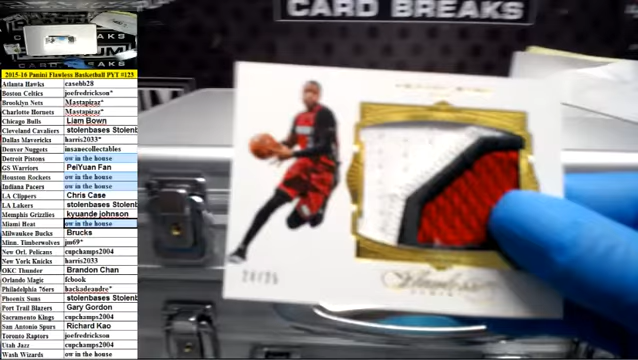 CARD BREAKS
2015-16 Panini Flawless Basketball PYT #123
Atlanta Hawks casebb28
Boston Celtics joefredrickson*
Brooklyn Nets Mastapiraz*
Charlotte Hornets Mastapiraz*
Chicago Bulls Liam Bown
Cleveland Cavaliers stolenbases Stolenb
Dallas Mavericks harris2033*
Denver Nuggets insanecollectables
Detroit Pistons ow in the house
GS Warriors PeiYuan Fan
Houston Rockets ow in the house
Indiana Pacers ow in the house
LA Clippers Chris Case
LA Lakers stolenbases Stolenb
Memphis Grizzlies kyuande johnson
Miami Heat ow in the house
Milwaukee Bucks Brucks
Minn. Timberwolves jm69*
New Orl. Pelicans cupchamps2004
New York Knicks harris2033
OKC Thunder Brandon Chan
Orlando Magic fcbook
Philadelphia 76ers hackadeandre*
Phoenix Suns stolenbases Stolenb
Port Trail Blazers Gary Gordon
Sacramento Kings cupchamps2004
San Antonio Spurs Richard Kao
Toronto Raptors joefredrickson
Utah Jazz cupchamps2004
Wash Wizards ow in the house
24/25
Flawless